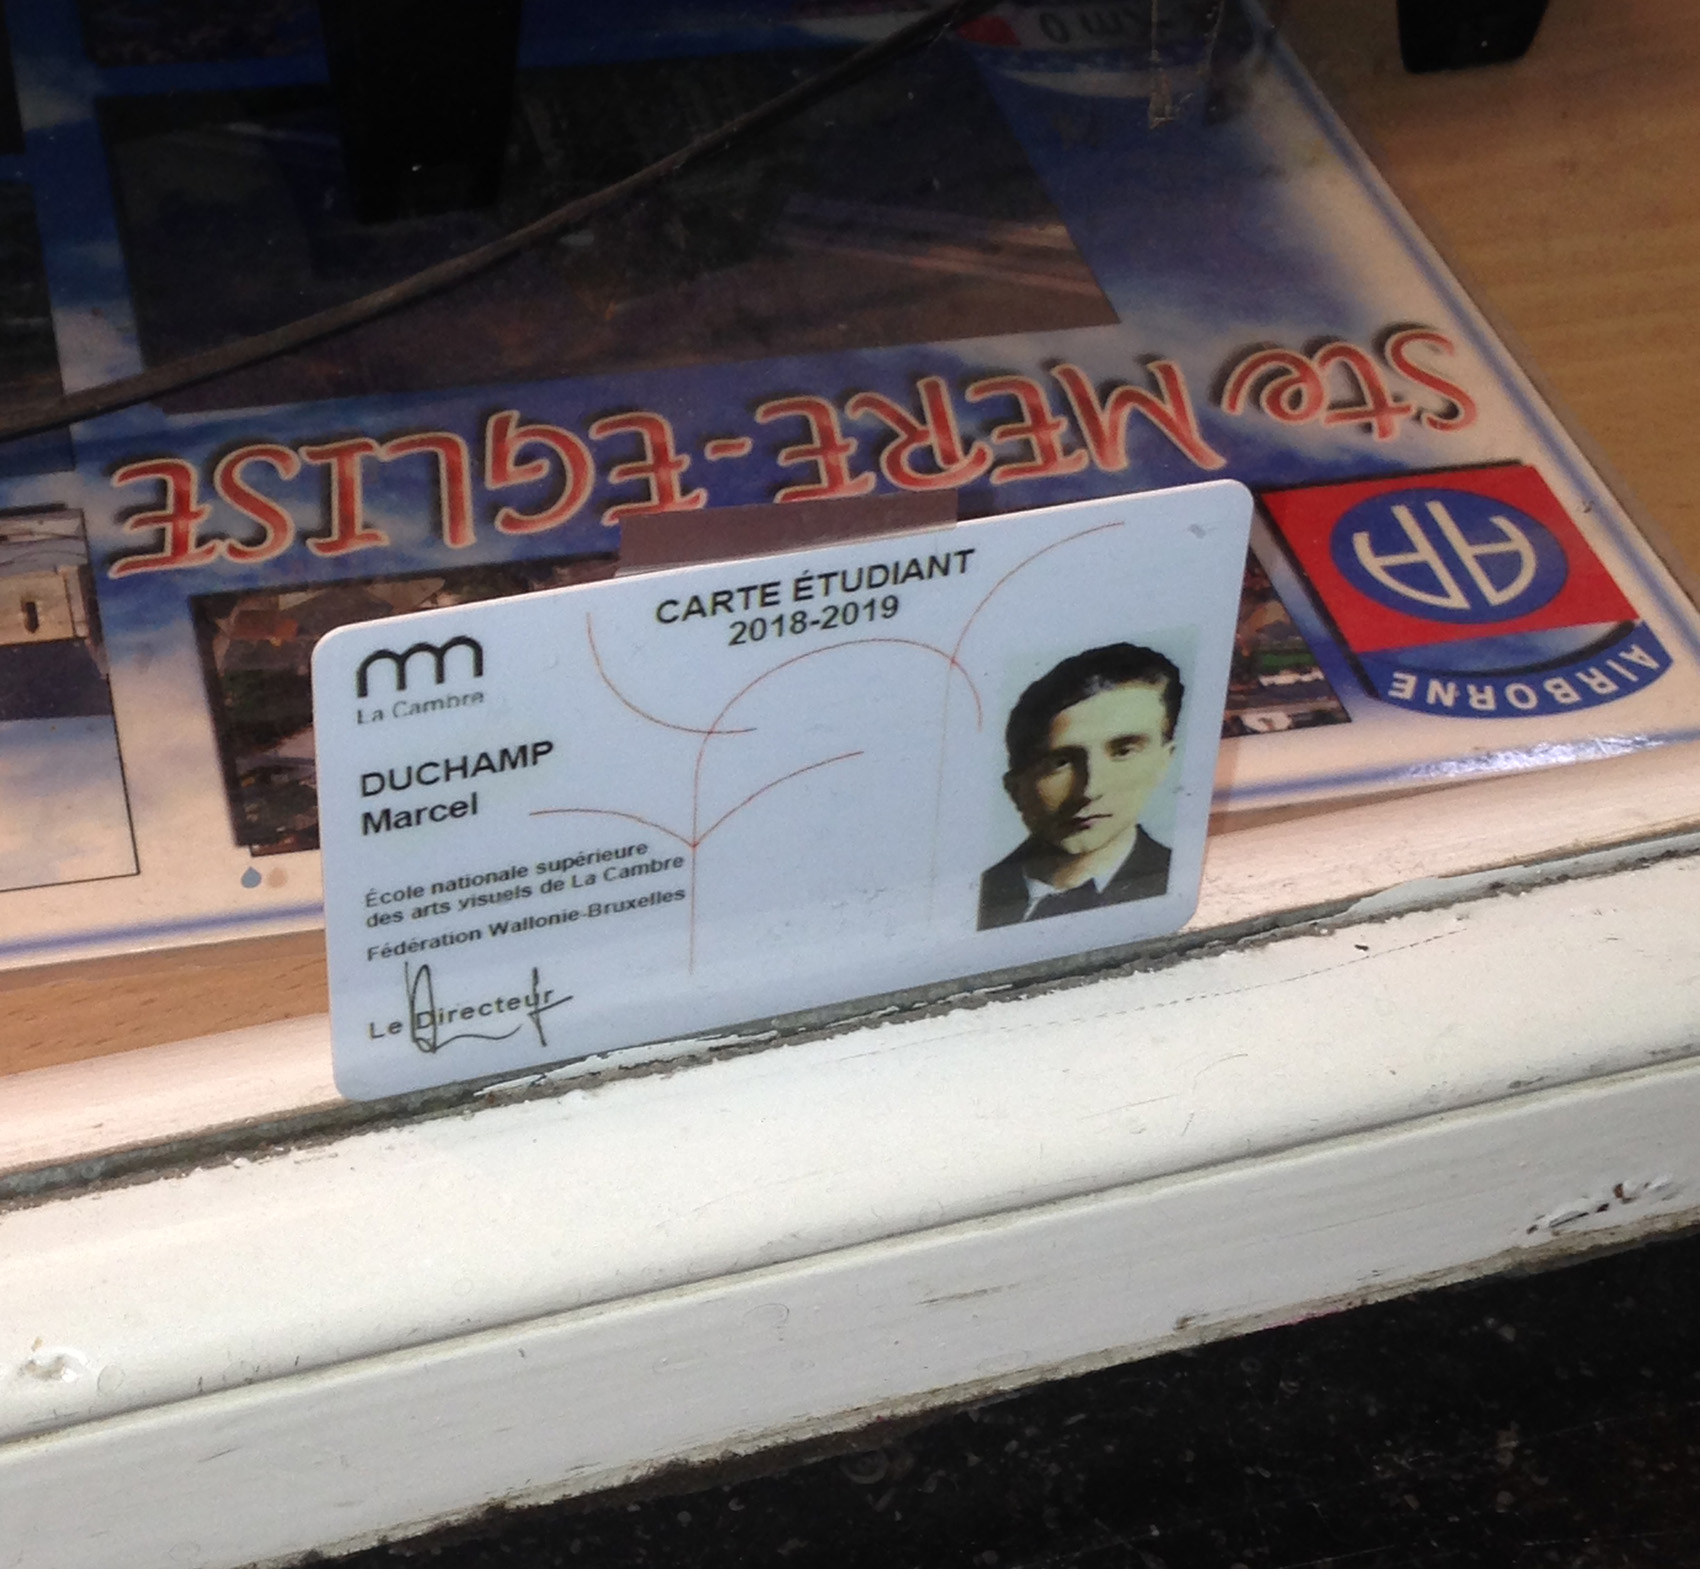 Ste MERE-EGLISE
AIRBORNE
CARTE ÉTUDIANT
2018-2019
La Cambre
DUCHAMP
Marcel
École nationale supérieure
des arts visuels de La Cambre
Fédération Wallonie-Bruxelles
Le Directeur